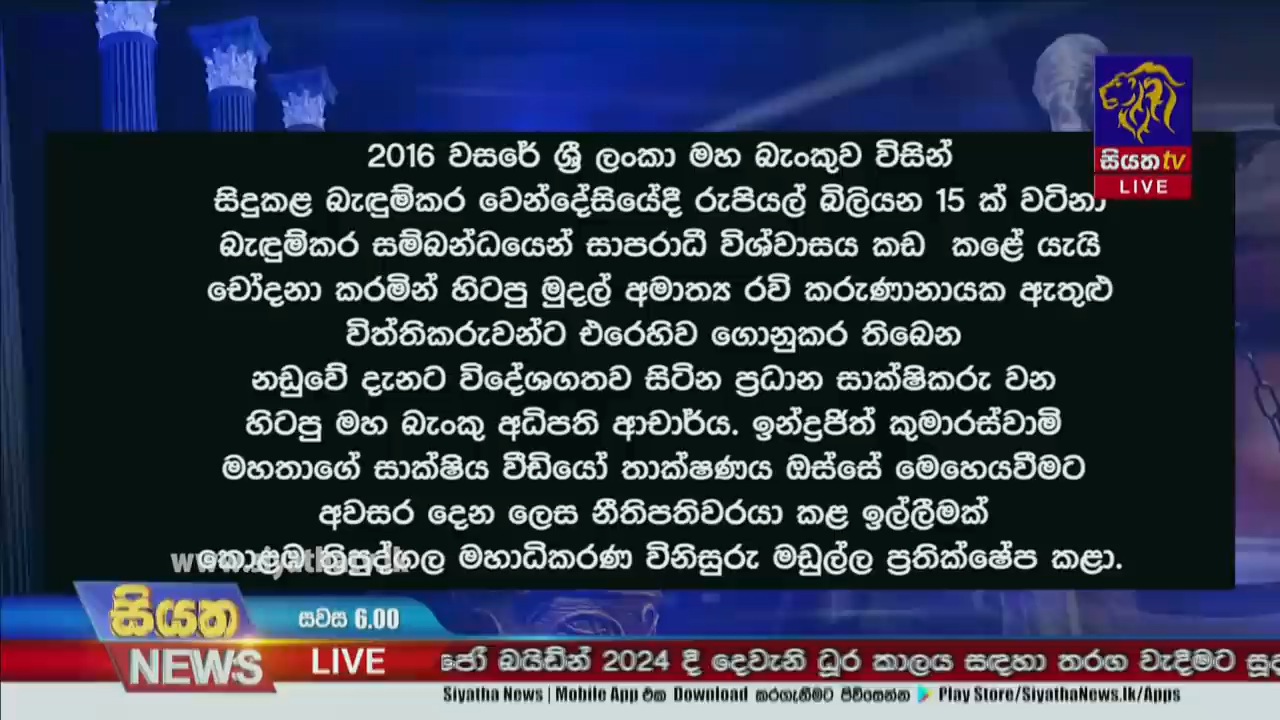 2016 වසරේ ශ්‍රී ලංකා මහ බැංකුව විසින්
සිදුකළ බැඳුම්කර වෙන්දේසියේදී රුපියල් බිලියන 15 ක් වටිනා
බැඳුම්කර සම්බන්ධයෙන් සාපරාධී විශ්වාසය කඩ කළේ යැයි
චෝදනා කරමින් හිටපු මුදල් අමාත්‍ය රවි කරුණානායක ඇතුළු
විත්තිකරුවන්ට එරෙහිව ගොනුකර තිබෙන
නඩුවේ දැනට විදේශගතව සිටින ප්‍රධාන සාක්ෂිකරු වන
හිටපු මහ බැංකු අධිපති ආචාර්ය. ඉන්ද්‍රජිත් කුමාරස්වාමි
මහතාගේ සාක්ෂිය වීඩියෝ තාක්ෂණය ඔස්සේ මෙහෙයවීමට
අවසර දෙන ලෙස නීතිපතිවරයා කළ ඉල්ලීමක්
කොළඹ ත්‍රිපුද්ගල මහාධිකරණ විනිසුරු මඩුල්ල ප්‍රතික්ෂේප කළා.
සියත tv
LIVE
සියත
NEWS
සවස 6.00
LIVE
ජෝ බයිඩ්න් 2024 දී දෙවැනි ධූර කාලය සඳහා තරග වැදීමට
Siyatha News | Mobile App එක Download කරගැනීමට පිවිසෙන්න Play Store/SiyathaNews.lk/Apps